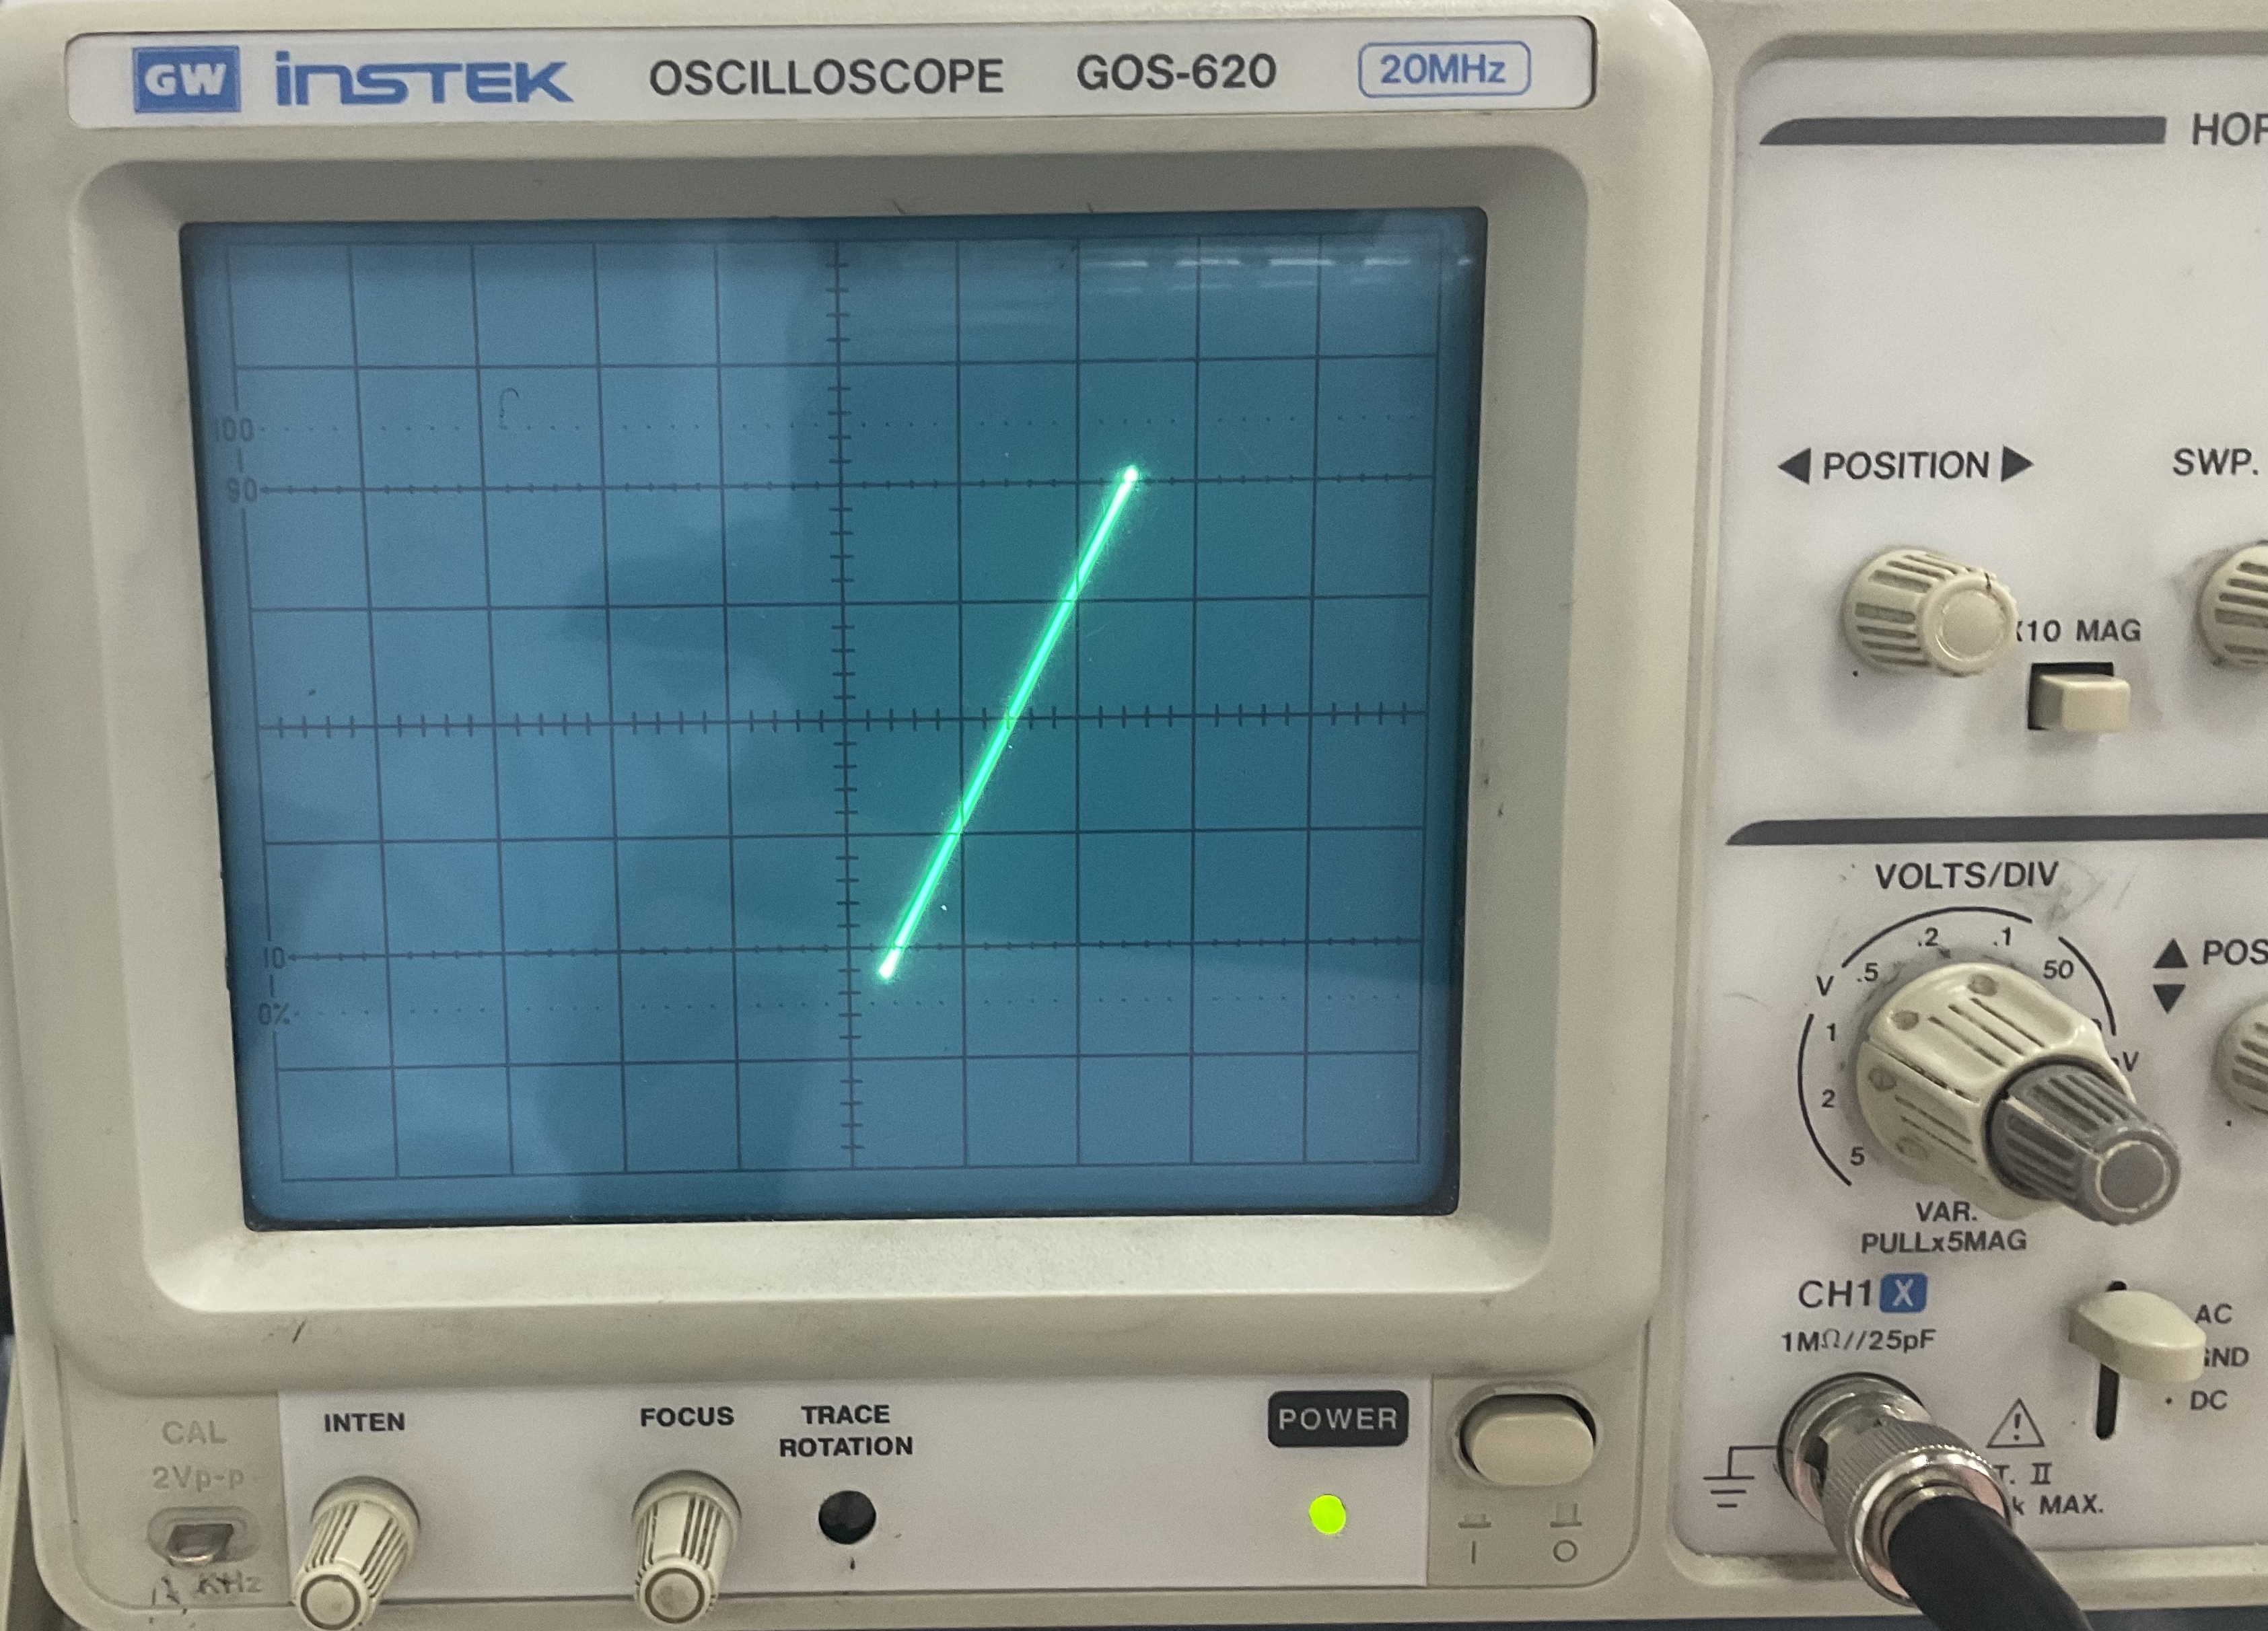 GW INSTEK OSCILLOSCOPE GOS-620 20MHz
100
90
10
0%
◀ POSITION ▶ SWP.
X10 MAG
VOLTS/DIV
.2 .1
.5 50
V
1
2
5
▲ POS
▼
VAR.
PULLx5MAG
CH1 X
1MΩ//25pF
AC
GND
DC
II
MAX.
CAL
2Vp-p
KHz
INTEN
FOCUS
TRACE
ROTATION
POWER